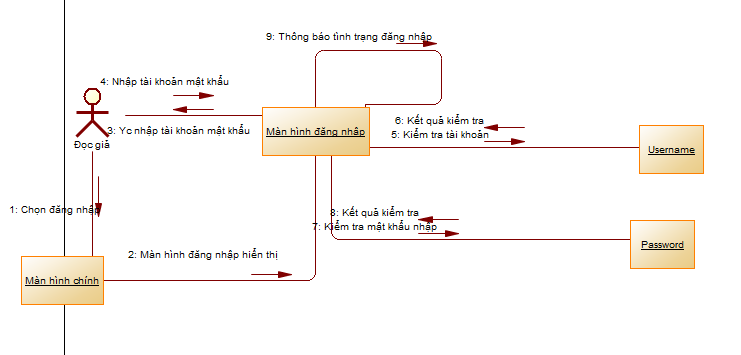 9: Thông báo tình trạng đăng nhập
4: Nhập tài khoản mật khẩu
3: Yc nhập tài khoản mật khẩu
Màn hình đăng nhập
6: Kết quả kiểm tra
5: Kiểm tra tài khoản
Username
Đọc giả
1: Chọn đăng nhập
8: Kết quả kiểm tra
7: Kiểm tra mật khẩu nhập
Password
2: Màn hình đăng nhập hiển thị
Màn hình chính